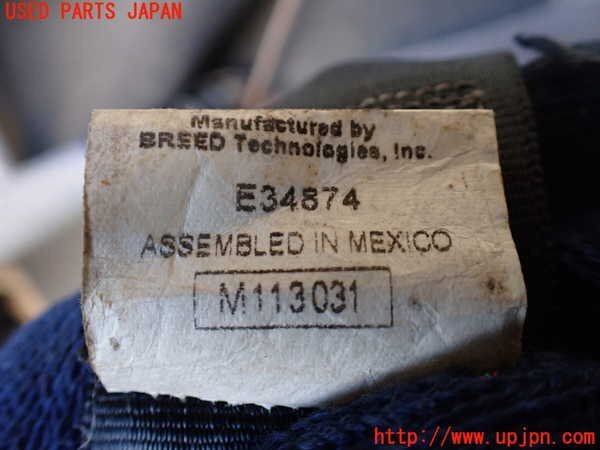 USED PARTS JAPAN
Manufactured by
BREED Technologies, Inc.
E34874
ASSEMBLED IN MEXICO
M113031
http://www.upjpn.com